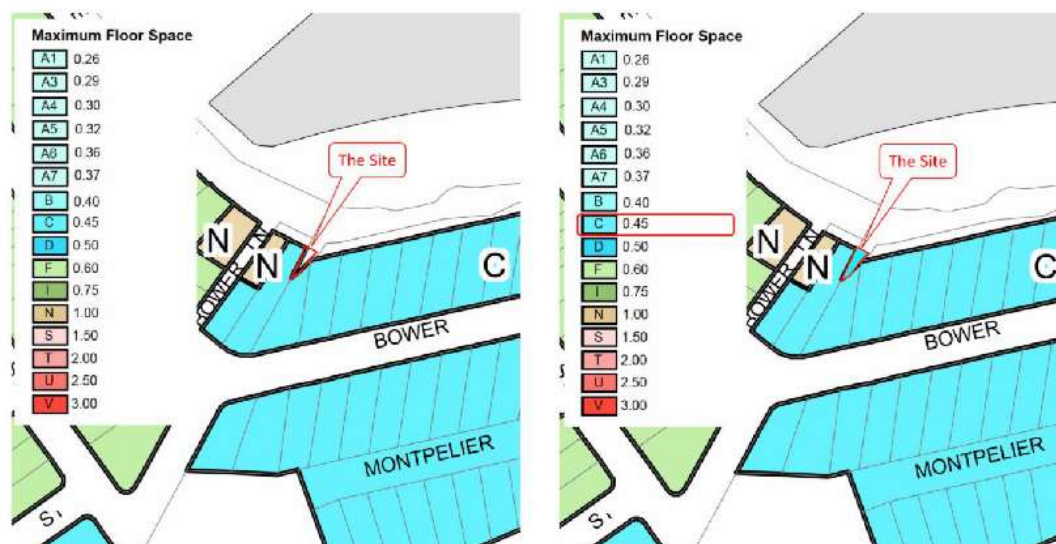 Maximum Floor Space
A1 0.26
A3 0.29
A4 0.30
A5 0.32
A6 0.36
A7 0.37
B 0.40
C 0.45
D 0.50
F 0.60
I 0.75
N 1.00
S 1.50
T 2.00
U 2.50
V 3.00
The Site
N
N
C
BOWER
BOWER
MONTPELIER
Maximum Floor Space
A1 0.26
A3 0.29
A4 0.30
A5 0.32
A6 0.36
A7 0.37
B 0.40
C 0.45
D 0.50
F 0.60
I 0.75
N 1.00
S 1.50
T 2.00
U 2.50
V 3.00
The Site
N
N
C
BOWER
BOWER
MONTPELIER